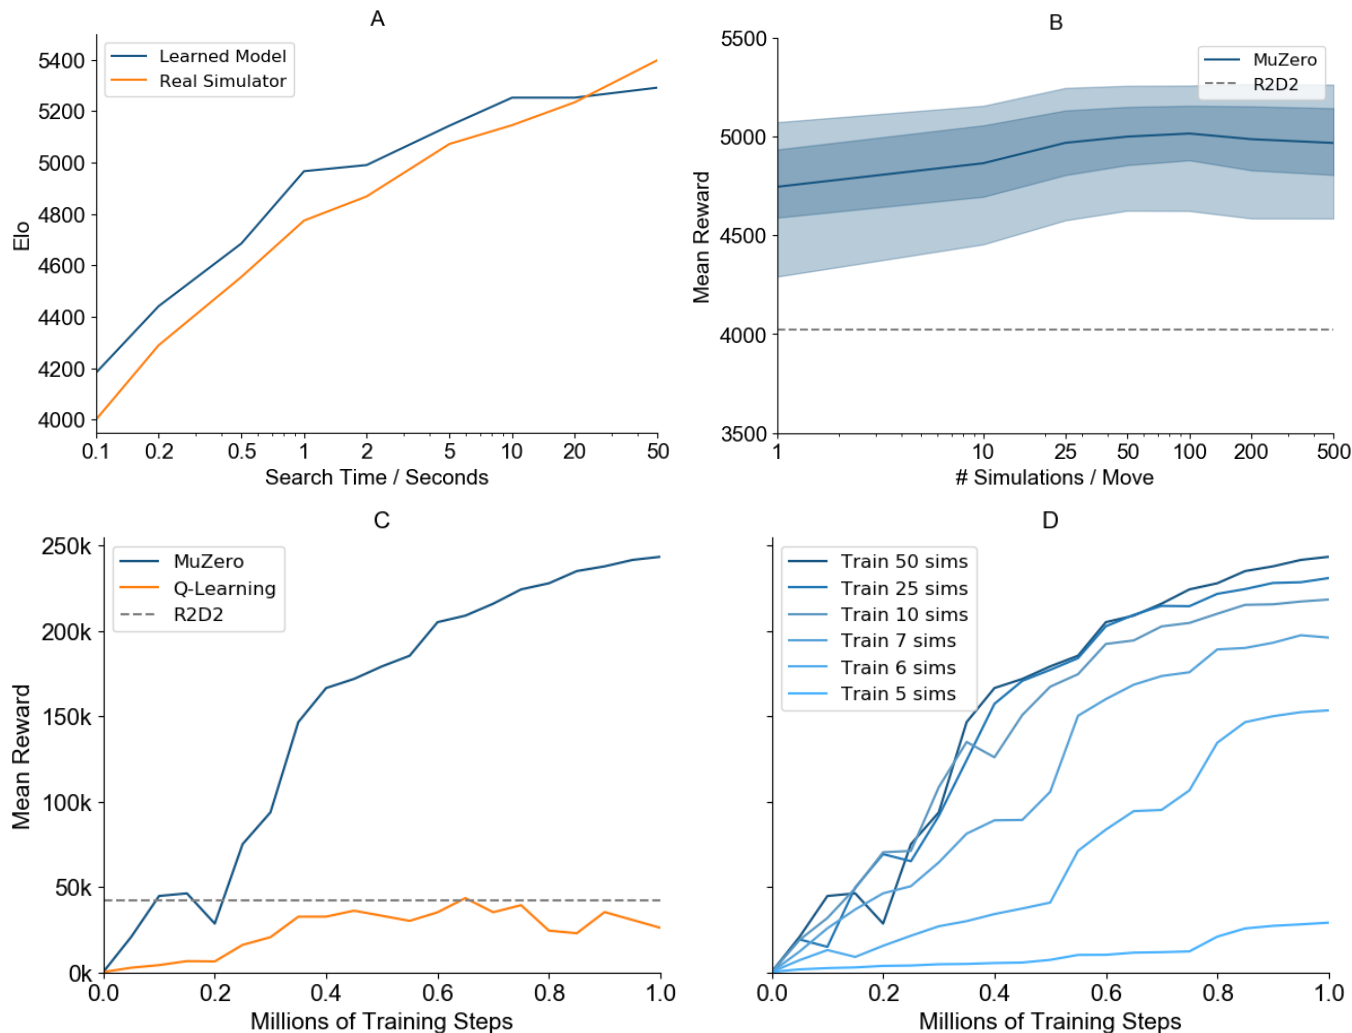 A
Learned Model
Real Simulator
5400
5200
5000
4800
4600
4400
4200
4000
Elo
0.1 0.2 0.5 1 2 5 10 20 50
Search Time / Seconds
B
MuZero
R2D2
5500
5000
4500
4000
3500
Mean Reward
1 10 25 50 100 200 500
# Simulations / Move
C
MuZero
Q-Learning
R2D2
250k
200k
150k
100k
50k
0k
Mean Reward
0.0 0.2 0.4 0.6 0.8 1.0
Millions of Training Steps
D
Train 50 sims
Train 25 sims
Train 10 sims
Train 7 sims
Train 6 sims
Train 5 sims
0.0 0.2 0.4 0.6 0.8 1.0
Millions of Training Steps